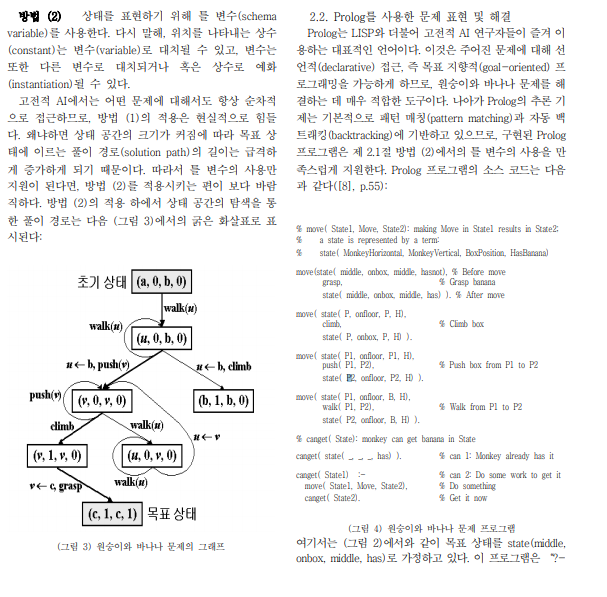 방법 (2) 상태를 표현하기 위해 틀 변수(schema
variable)를 사용한다. 다시 말해, 위치를 나타내는 상수
(constant)는 변수(variable)로 대치될 수 있고, 변수는
또한 다른 변수로 대치되거나 혹은 상수로 예화
(instantiation)될 수 있다.
고전적 AI에서는 어떤 문제에 대해서도 항상 순차적
으로 접근하므로, 방법 (1)의 적용은 현실적으로 힘들
다. 왜냐하면 상태 공간의 크기가 커짐에 따라 목표 상
태에 이르는 풀이 경로(solution path)의 길이는 급격하
게 증가하게 되기 때문이다. 따라서 틀 변수의 사용만
지원이 된다면, 방법 (2)를 적용시키는 편이 보다 바람
직하다. 방법 (2)의 적용 하에서 상태 공간의 탐색을 통
한 풀이 경로는 다음 (그림 3)에서의 굵은 화살표로 표
시된다:
초기 상태 (a, 0, b, 0)
walk(u)
walk(u)
(u, 0, b, 0)
u ← b, push(v)
u ← b, climb
push(v)
(v, 0, v, 0)
(b, 1, b, 0)
climb
walk(u)
u ← v
(v, 1, v, 0)
(u, 0, v, 0)
v ← c, grasp
walk(u)
(c, 1, c, 1) 목표 상태
(그림 3) 원숭이와 바나나 문제의 그래프
2.2. Prolog를 사용한 문제 표현 및 해결
Prolog는 LISP와 더불어 고전적 AI 연구자들이 즐겨 이
용하는 대표적인 언어이다. 이것은 주어진 문제에 대해 선
언적(declarative) 접근, 즉 목표 지향적(goal-oriented) 프
로그래밍을 가능하게 하므로, 원숭이와 바나나 문제를 해
결하는 데 매우 적합한 도구이다. 나아가 Prolog의 추론 기
제는 기본적으로 패턴 매칭(pattern matching)과 자동 백
트래킹(backtracking)에 기반하고 있으므로, 구현된 Prolog
프로그램은 제 2.1절 방법 (2)에서의 틀 변수의 사용을 만
족스럽게 지원한다. Prolog 프로그램의 소스 코드는 다음
과 같다([8], p.55):
% move( State1, Move, State2): making Move in State1 results in State2;
% a state is represented by a term:
% state( MonkeyHorizontal, MonkeyVertical, BoxPosition, HasBanana)
move(state( middle, onbox, middle, hasnot), % Before move
grasp, % Grasp banana
state( middle, onbox, middle, has) ). % After move
move( state( P, onfloor, P, H),
climb, % Climb box
state( P, onbox, P, H) ).
move( state( P1, onfloor, P1, H),
push( P1, P2), % Push box from P1 to P2
state( P2, onfloor, P2, H) ).
move( state( P1, onfloor, B, H),
walk( P1, P2), % Walk from P1 to P2
state( P2, onfloor, B, H) ).
% canget( State): monkey can get banana in State
canget( state( _, _, _, has) ). % can 1: Monkey already has it
canget( State1) :- % can 2: Do some work to get it
move( State1, Move, State2), % Do something
canget( State2). % Get it now
(그림 4) 원숭이와 바나나 문제 프로그램
여기서는 (그림 2)에서와 같이 목표 상태를 state(middle,
onbox, middle, has)로 가정하고 있다. 이 프로그램은 "?-